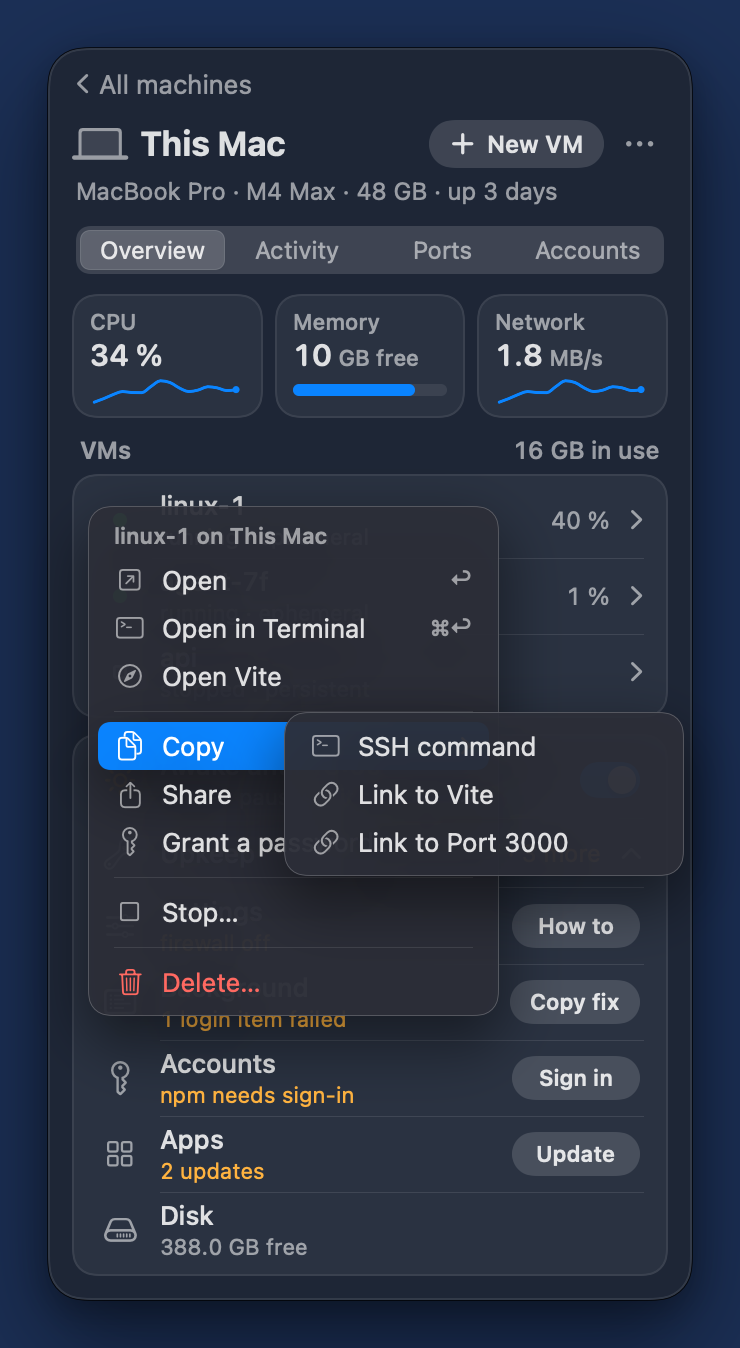 All machines
This Mac
New VM
MacBook Pro · M4 Max · 48 GB · up 3 days
Overview
Activity
Ports
Accounts
CPU
34 %
Memory
10 GB free
Network
1.8 MB/s
VMs
16 GB in use
linux-1
40 %
1 %
linux-1 on This Mac
Open ↩
Open in Terminal ⌘↩
Open Vite
Copy
Share
Grant a pa
SSH command
Link to Vite
Link to Port 3000
Stop…
Delete…
How to
Copy fix
1 login item failed
Accounts
npm needs sign-in
Sign in
Apps
2 updates
Update
Disk
388.0 GB free